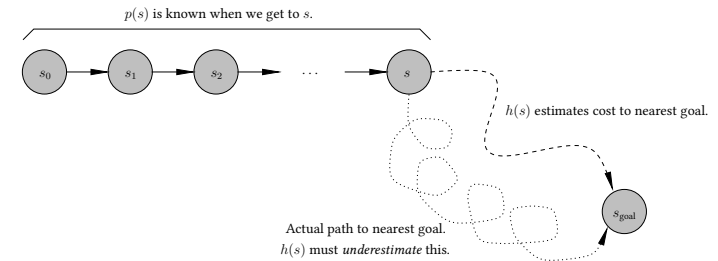 p(s) is known when we get to s.
s₀ s₁ s₂ ... s
h(s) estimates cost to nearest goal.
s_goal
Actual path to nearest goal.
h(s) must underestimate this.